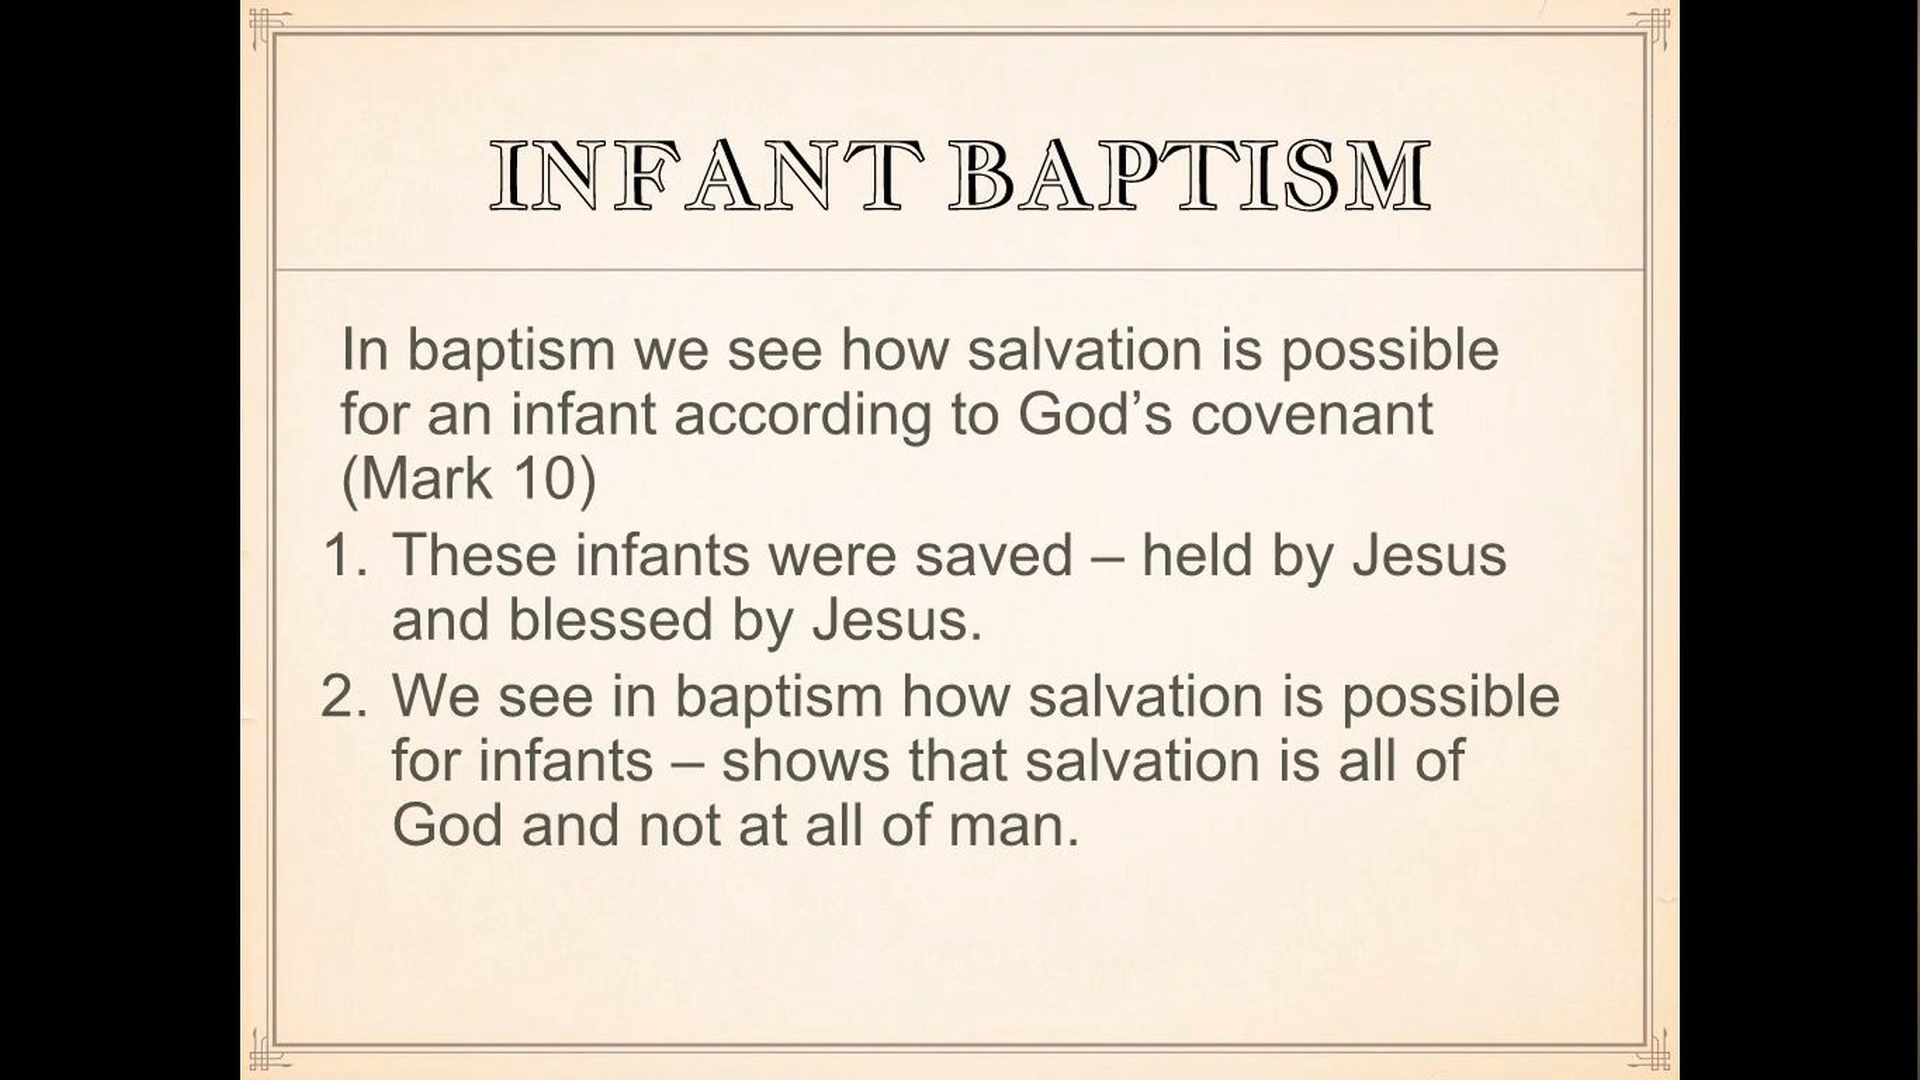 INFANT BAPTISM
In baptism we see how salvation is possible
for an infant according to God’s covenant
(Mark 10)
1. These infants were saved – held by Jesus
and blessed by Jesus.
2. We see in baptism how salvation is possible
for infants – shows that salvation is all of
God and not at all of man.